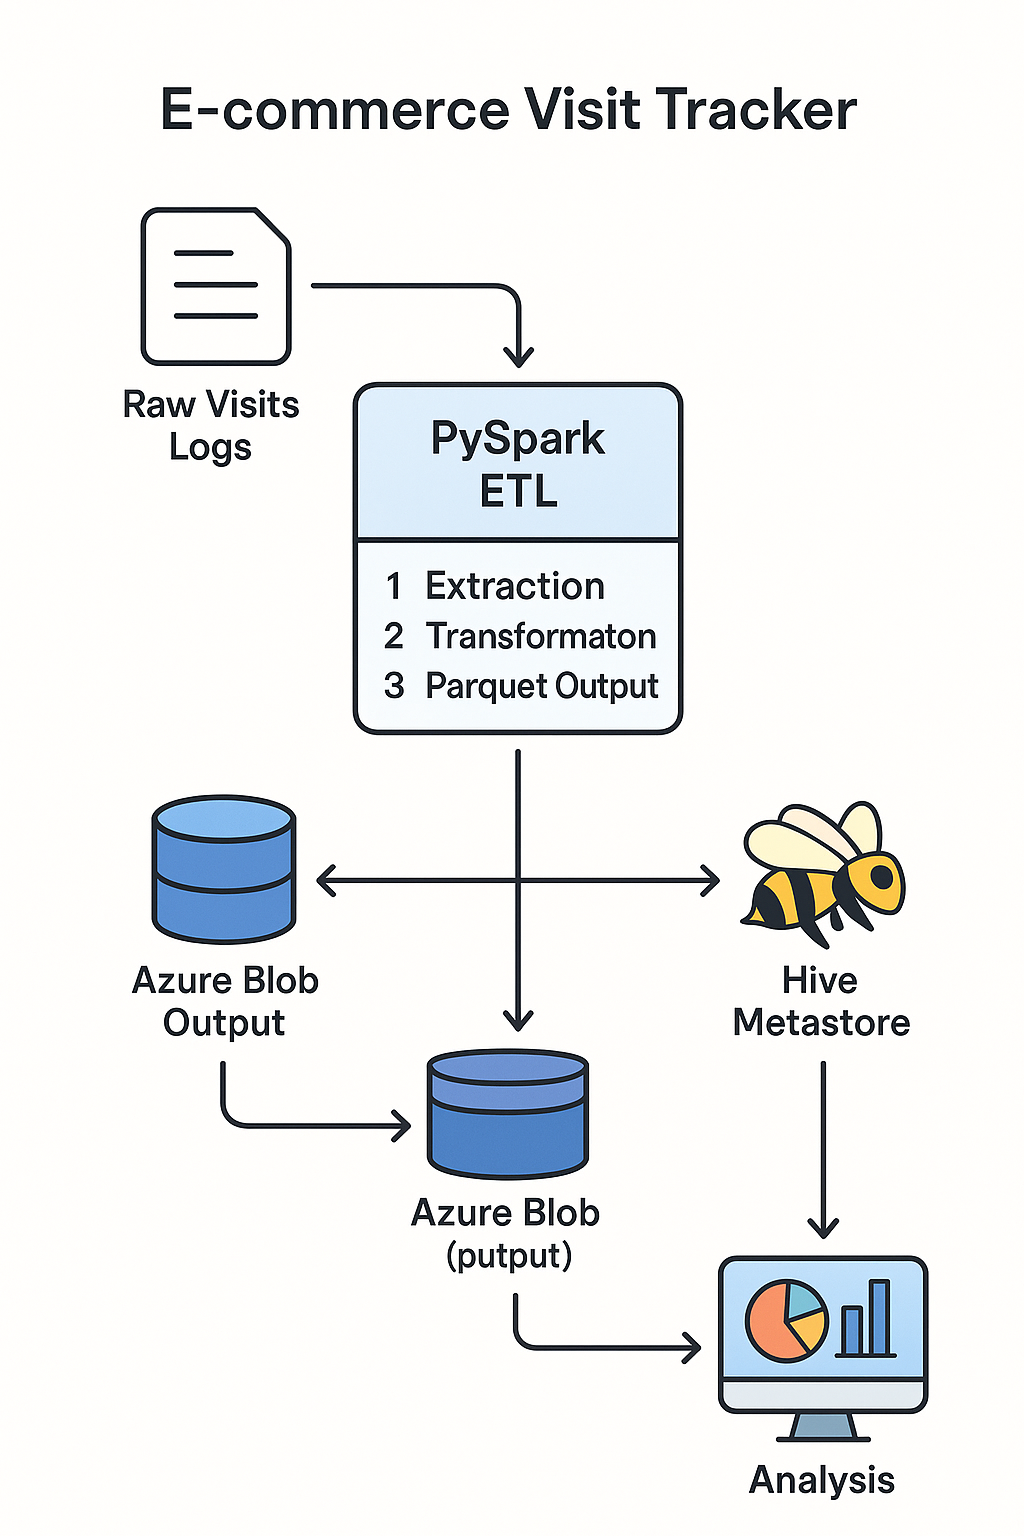 E-commerce Visit Tracker
Raw Visits
Logs
PySpark
ETL
1 Extraction
2 Transformaton
3 Parquet Output
Azure Blob
Output
Hive
Metastore
Azure Blob
(putput)
Analysis